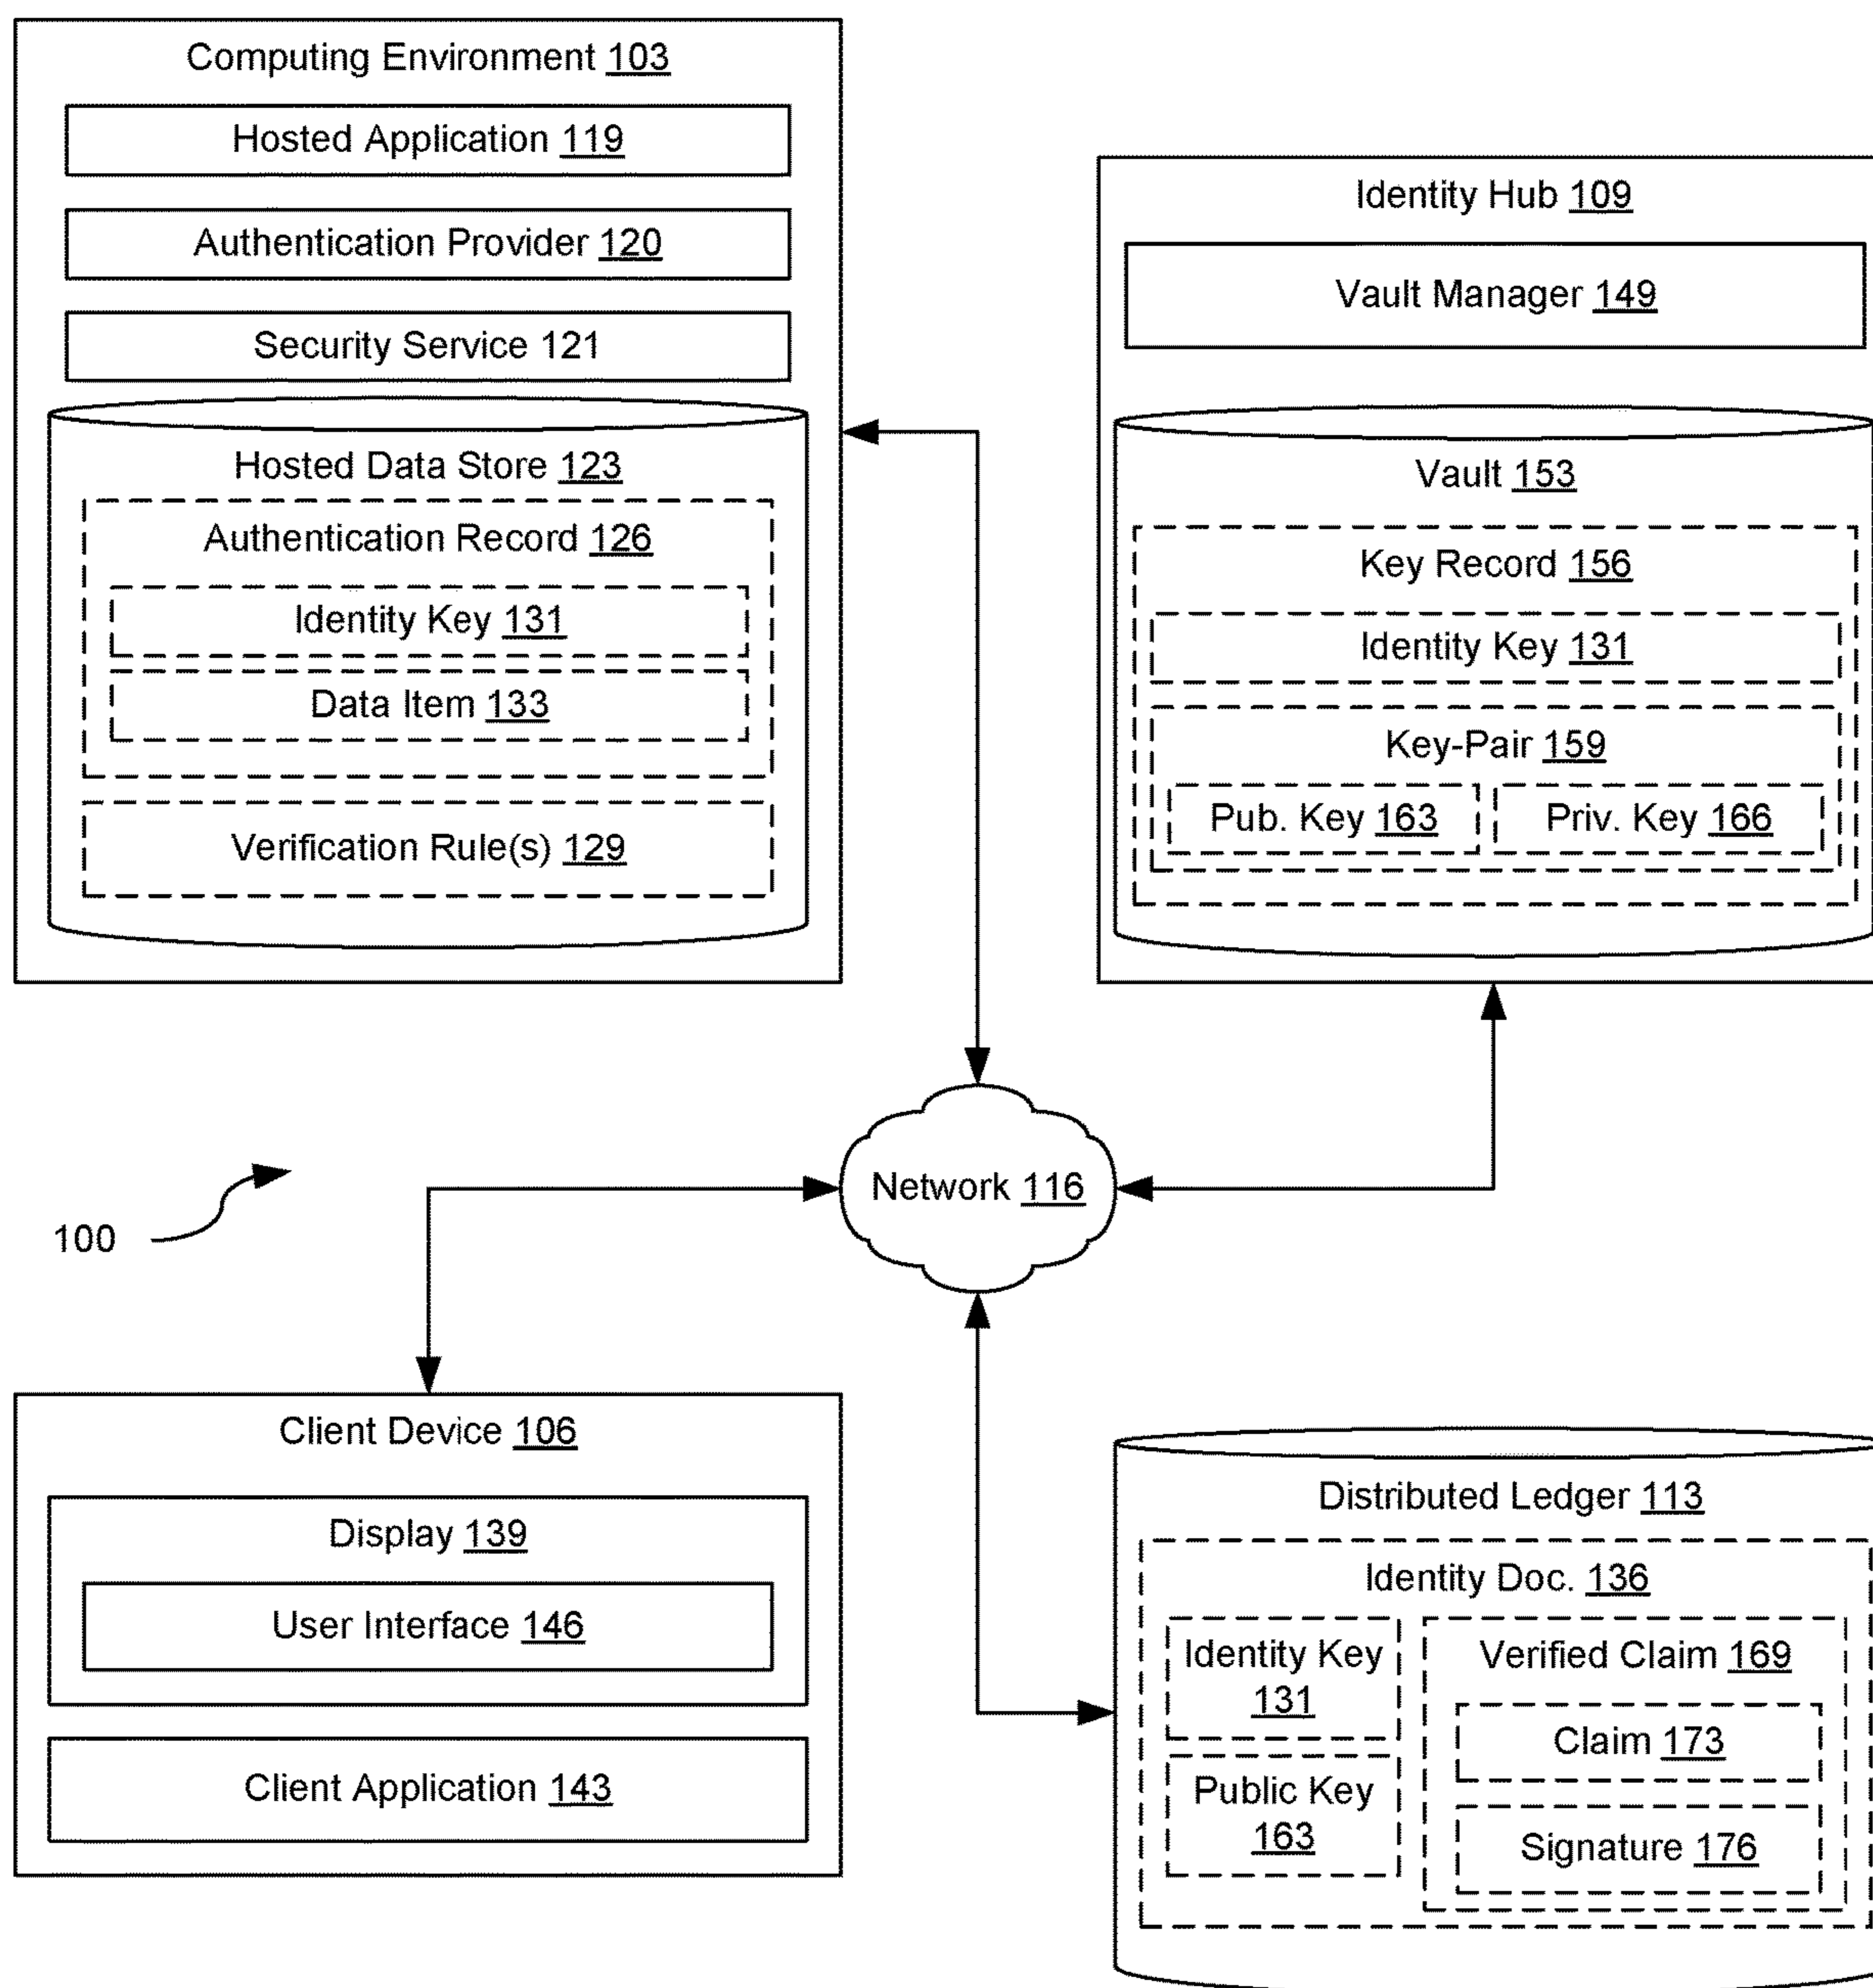 Computing Environment 103
Hosted Application 119
Authentication Provider 120
Security Service 121
Hosted Data Store 123
Authentication Record 126
Identity Key 131
Data Item 133
Verification Rule(s) 129
Identity Hub 109
Vault Manager 149
Vault 153
Key Record 156
Identity Key 131
Key-Pair 159
Pub. Key 163
Priv. Key 166
Network 116
100
Client Device 106
Display 139
User Interface 146
Client Application 143
Distributed Ledger 113
Identity Doc. 136
Identity Key
131
Public Key
163
Verified Claim 169
Claim 173
Signature 176